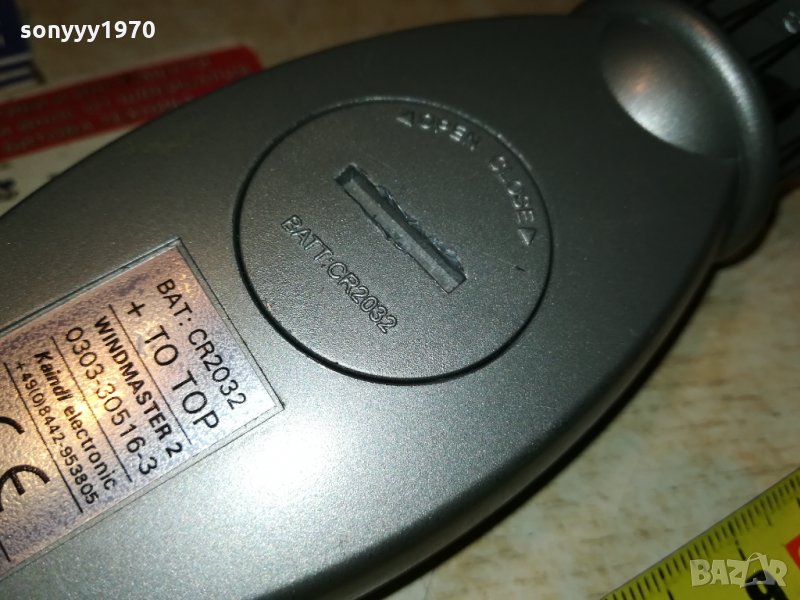 sonyyy1970
OPEN CLOSE
BATT:CR2032
BAT: CR2032
+ TO TOP
WINDMASTER 2
0303-30516-3
Kaindl electronic
+49(0)8442-953805
CE
BAZAR